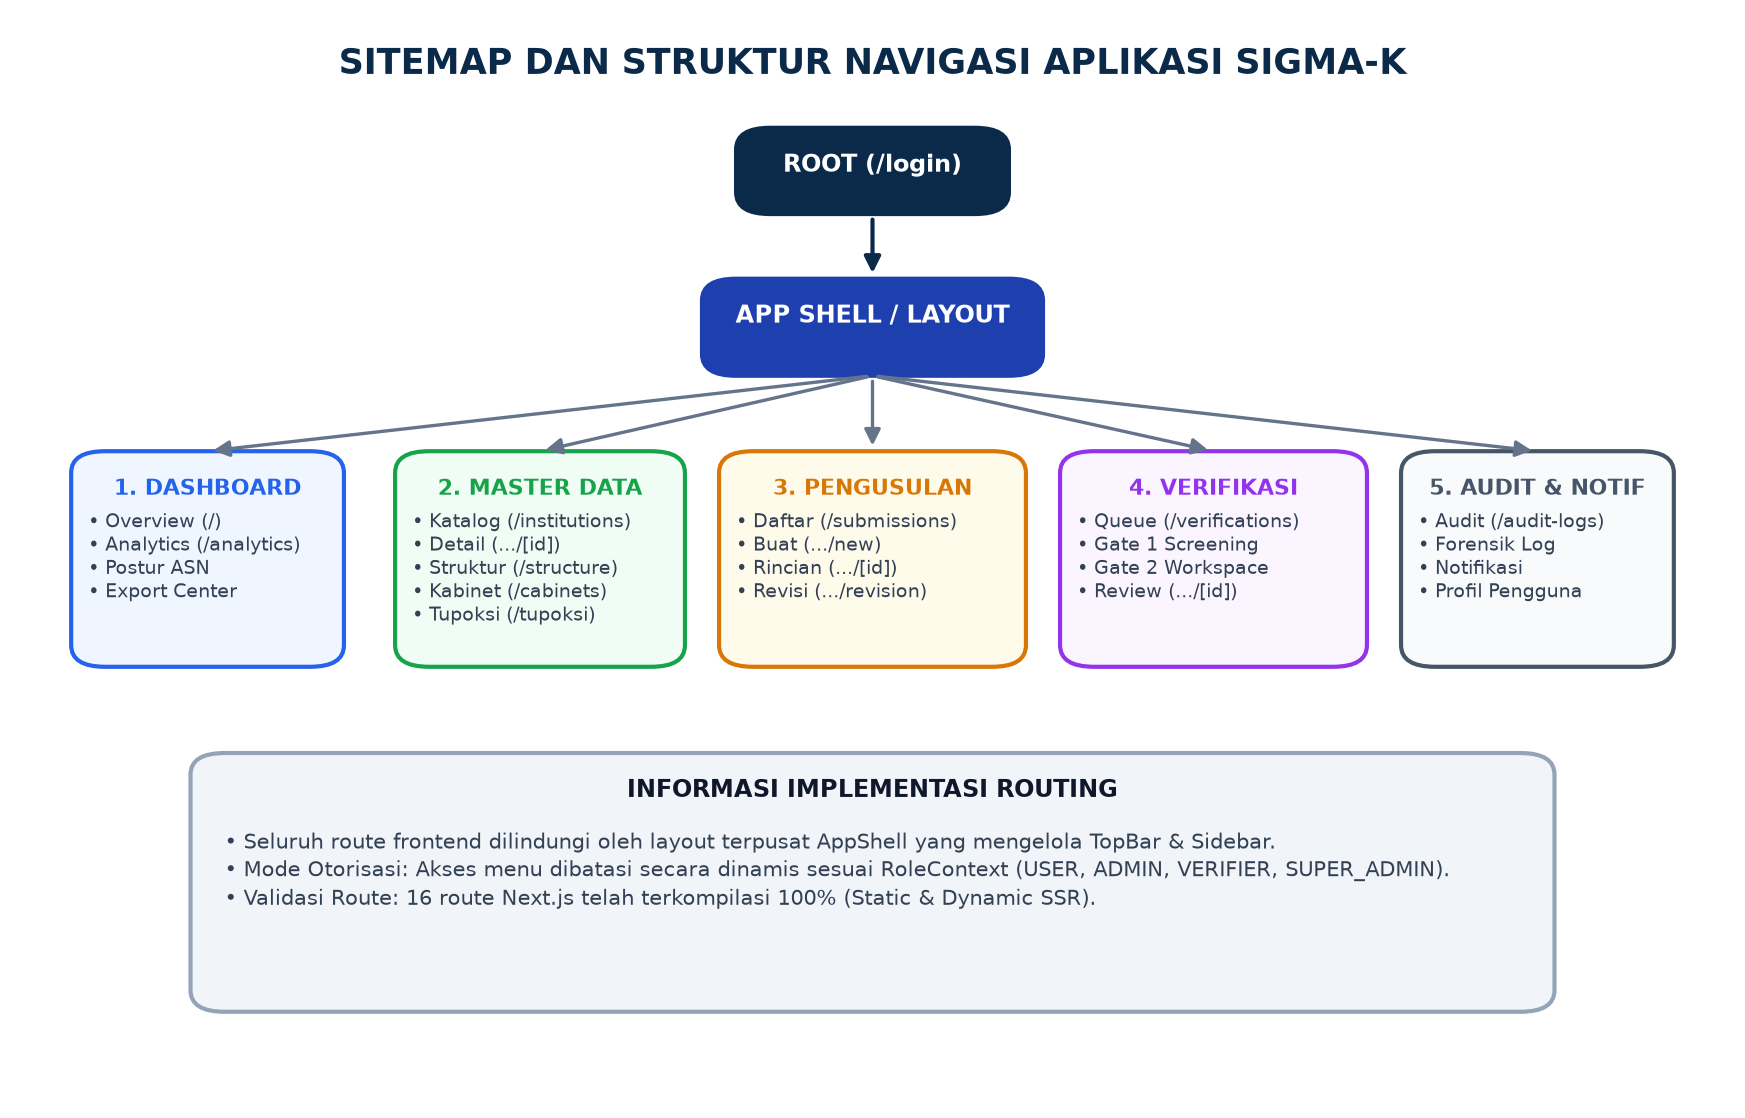 SITEMAP DAN STRUKTUR NAVIGASI APLIKASI SIGMA-K
ROOT (/login)
APP SHELL / LAYOUT
1. DASHBOARD
• Overview (/)
• Analytics (/analytics)
• Postur ASN
• Export Center
2. MASTER DATA
• Katalog (/institutions)
• Detail (.../[id])
• Struktur (/structure)
• Kabinet (/cabinets)
• Tupoksi (/tupoksi)
3. PENGUSULAN
• Daftar (/submissions)
• Buat (.../new)
• Rincian (.../[id])
• Revisi (.../revision)
4. VERIFIKASI
• Queue (/verifications)
• Gate 1 Screening
• Gate 2 Workspace
• Review (.../[id])
5. AUDIT & NOTIF
• Audit (/audit-logs)
• Forensik Log
• Notifikasi
• Profil Pengguna
INFORMASI IMPLEMENTASI ROUTING
• Seluruh route frontend dilindungi oleh layout terpusat AppShell yang mengelola TopBar & Sidebar.
• Mode Otorisasi: Akses menu dibatasi secara dinamis sesuai RoleContext (USER, ADMIN, VERIFIER, SUPER_ADMIN).
• Validasi Route: 16 route Next.js telah terkompilasi 100% (Static & Dynamic SSR).